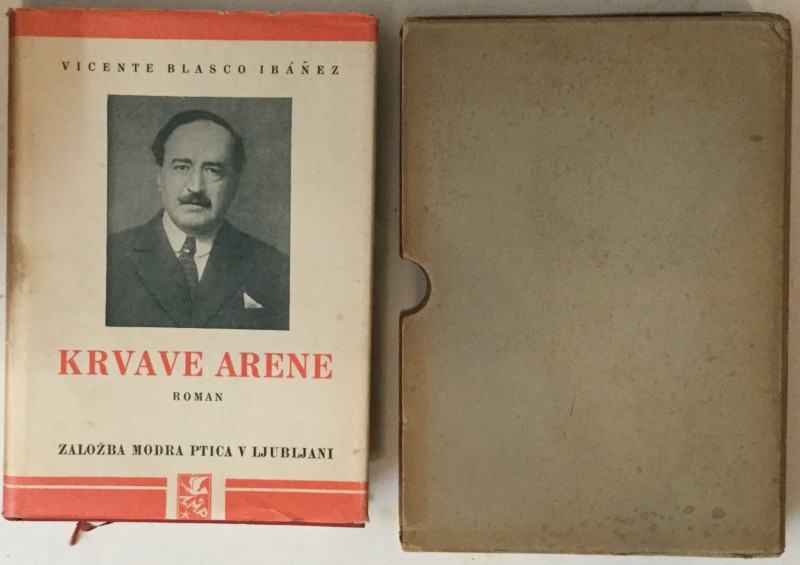 VICENTE BLASCO IBÁÑEZ
KRVAVE ARENE
ROMAN
ZALOŽBA MODRA PTICA V LJUBLJANI